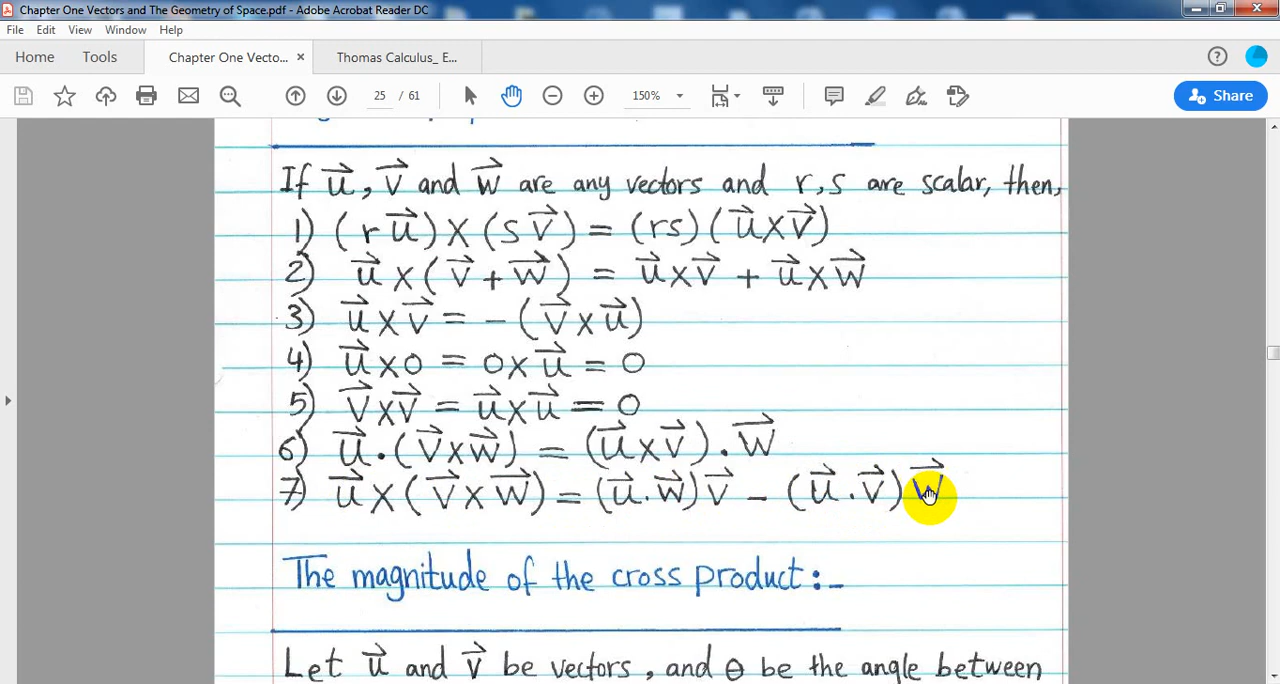 Chapter One Vectors and The Geometry of Space.pdf - Adobe Acrobat Reader DC
File Edit View Window Help
Home Tools Chapter One Vecto... × Thomas Calculus_ E...
25 / 61 150% Share
If u⃗, v⃗ and w⃗ are any vectors and r,s are scalar, then,
1) (r u⃗) × (s v⃗) = (rs)(u⃗ × v⃗)
2) u⃗ × (v⃗ + w⃗) = u⃗ × v⃗ + u⃗ × w⃗
3) u⃗ × v⃗ = - (v⃗ × u⃗)
4) u⃗ × 0 = 0 × u⃗ = 0
5) v⃗ × v⃗ = u⃗ × u⃗ = 0
6) u⃗ . (v⃗ × w⃗) = (u⃗ × v⃗) . w⃗
7) u⃗ × (v⃗ × w⃗) = (u⃗ . w⃗) v⃗ - (u⃗ . v⃗) w⃗
The magnitude of the cross product :-
Let u⃗ and v⃗ be vectors, and θ be the angle between